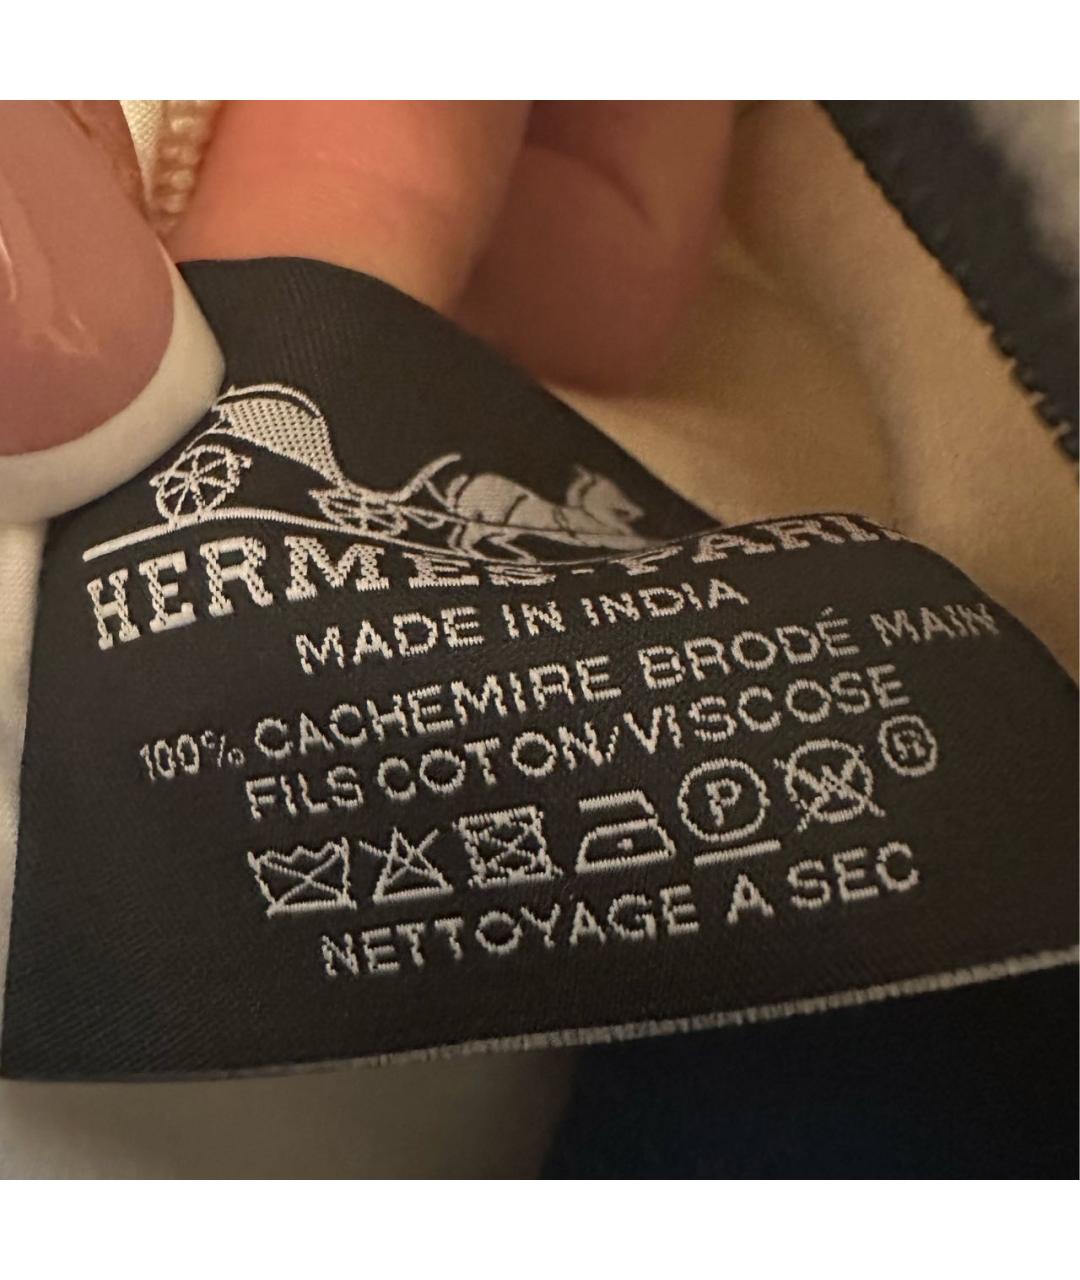 HERMES-PARIS
MADE IN INDIA
100% CACHEMIRE BRODÉ MAIN
FILS COTON/VISCOSE
P W ®
NETTOYAGE A SEC